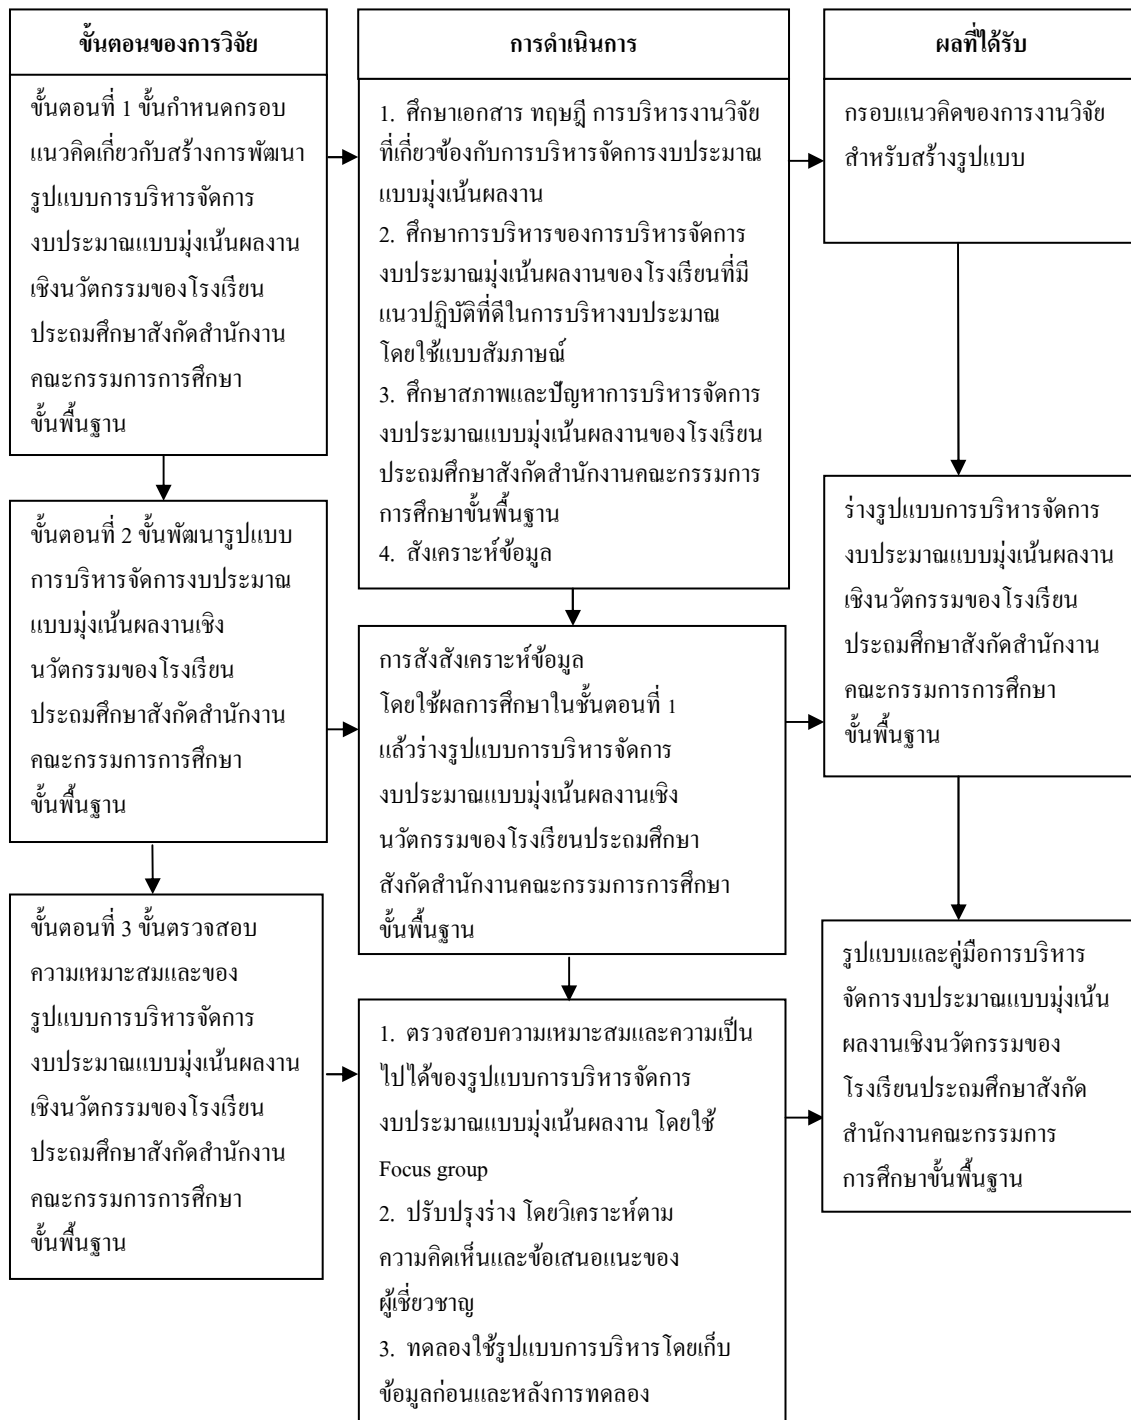 ขั้นตอนของการวิจัย
การดำเนินการ
ผลที่ได้รับ
ขั้นตอนที่ 1 ขั้นกำหนดกรอบ
แนวคิดเกี่ยวกับสร้างการพัฒนา
รูปแบบการบริหารจัดการ
งบประมาณแบบมุ่งเน้นผลงาน
เชิงนวัตกรรมของโรงเรียน
ประถมศึกษาสังกัดสำนักงาน
คณะกรรมการการศึกษา
ขั้นพื้นฐาน
1. ศึกษาเอกสาร ทฤษฎี การบริหารงานวิจัย
ที่เกี่ยวข้องกับการบริหารจัดการงบประมาณ
แบบมุ่งเน้นผลงาน
2. ศึกษาการบริหารของการบริหารจัดการ
งบประมาณมุ่งเน้นผลงานของโรงเรียนที่มี
แนวปฏิบัติที่ดีในการบริหางบประมาณ
โดยใช้แบบสัมภาษณ์
3. ศึกษาสภาพและปัญหาการบริหารจัดการ
งบประมาณแบบมุ่งเน้นผลงานของโรงเรียน
ประถมศึกษาสังกัดสำนักงานคณะกรรมการ
การศึกษาขั้นพื้นฐาน
4. สังเคราะห์ข้อมูล
กรอบแนวคิดของการงานวิจัย
สำหรับสร้างรูปแบบ
ขั้นตอนที่ 2 ขั้นพัฒนารูปแบบ
การบริหารจัดการงบประมาณ
แบบมุ่งเน้นผลงานเชิง
นวัตกรรมของโรงเรียน
ประถมศึกษาสังกัดสำนักงาน
คณะกรรมการการศึกษา
ขั้นพื้นฐาน
การสังสังเคราะห์ข้อมูล
โดยใช้ผลการศึกษาในชั้นตอนที่ 1
แล้วร่างรูปแบบการบริหารจัดการ
งบประมาณแบบมุ่งเน้นผลงานเชิง
นวัตกรรมของโรงเรียนประถมศึกษา
สังกัดสำนักงานคณะกรรมการการศึกษา
ขั้นพื้นฐาน
ร่างรูปแบบการบริหารจัดการ
งบประมาณแบบมุ่งเน้นผลงาน
เชิงนวัตกรรมของโรงเรียน
ประถมศึกษาสังกัดสำนักงาน
คณะกรรมการการศึกษา
ขั้นพื้นฐาน
ขั้นตอนที่ 3 ขั้นตรวจสอบ
ความเหมาะสมและของ
รูปแบบการบริหารจัดการ
งบประมาณแบบมุ่งเน้นผลงาน
เชิงนวัตกรรมของโรงเรียน
ประถมศึกษาสังกัดสำนักงาน
คณะกรรมการการศึกษา
ขั้นพื้นฐาน
1. ตรวจสอบความเหมาะสมและความเป็น
ไปได้ของรูปแบบการบริหารจัดการ
งบประมาณแบบมุ่งเน้นผลงาน โดยใช้
Focus group
2. ปรับปรุงร่าง โดยวิเคราะห์ตาม
ความคิดเห็นและข้อเสนอแนะของ
ผู้เชี่ยวชาญ
3. ทดลองใช้รูปแบบการบริหารโดยเก็บ
ข้อมูลก่อนและหลังการทดลอง
รูปแบบและคู่มือการบริหาร
จัดการงบประมาณแบบมุ่งเน้น
ผลงานเชิงนวัตกรรมของ
โรงเรียนประถมศึกษาสังกัด
สำนักงานคณะกรรมการ
การศึกษาขั้นพื้นฐาน